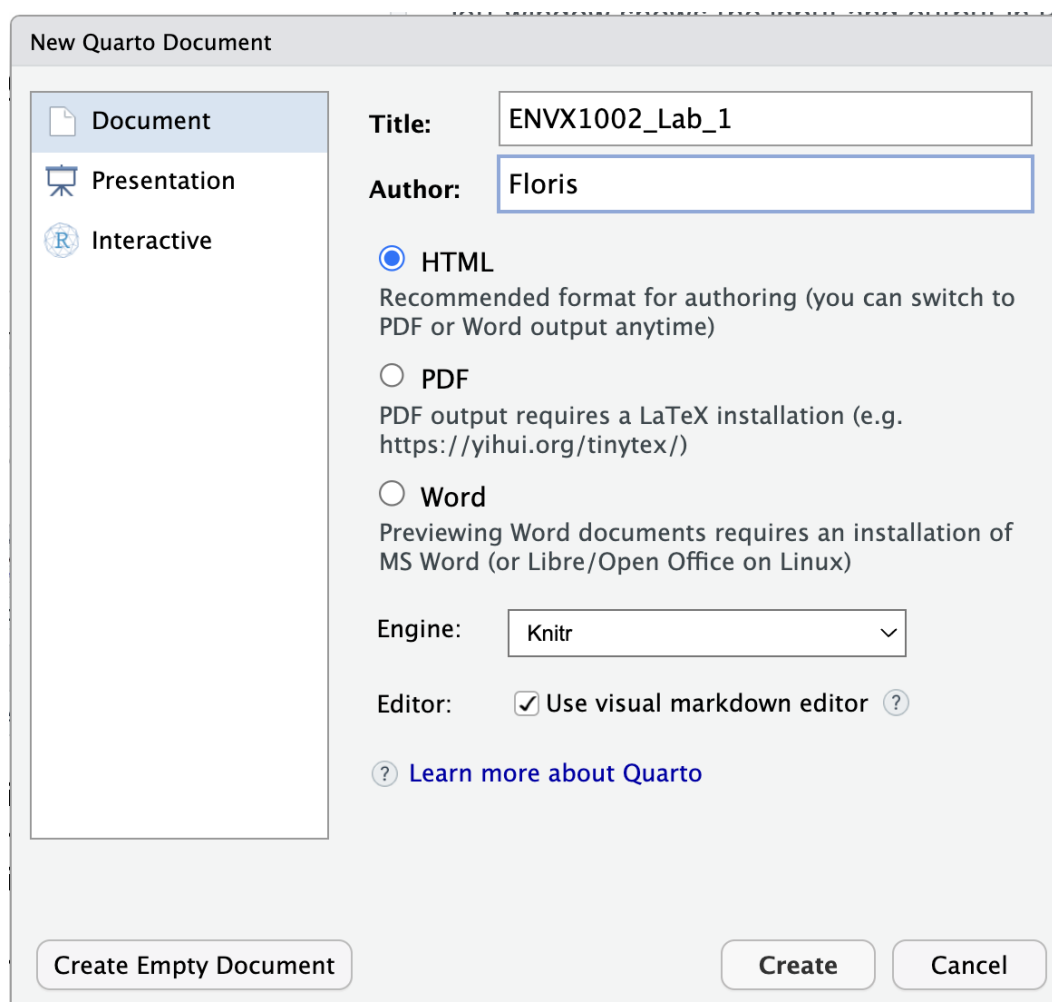 New Quarto Document
Document
Presentation
R Interactive
Title:
ENVX1002_Lab_1
Author:
Floris
HTML
Recommended format for authoring (you can switch to
PDF or Word output anytime)
PDF
PDF output requires a LaTeX installation (e.g.
https://yihui.org/tinytex/)
Word
Previewing Word documents requires an installation of
MS Word (or Libre/Open Office on Linux)
Engine:
Knitr
Editor:
Use visual markdown editor ?
? Learn more about Quarto
Create Empty Document
Create
Cancel